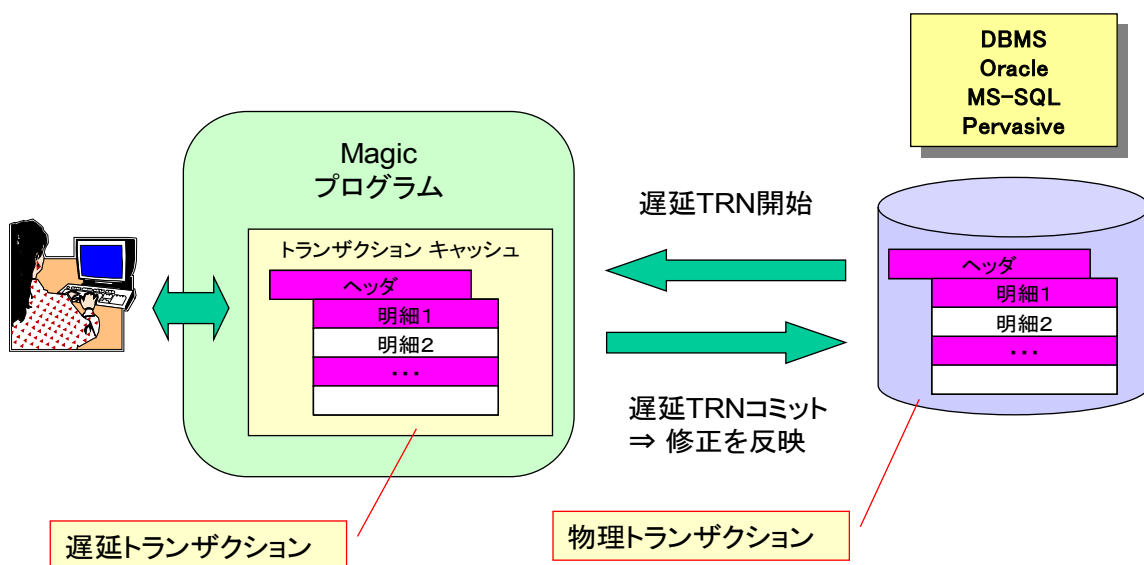 DBMS
Oracle
MS-SQL
Pervasive
Magic
プログラム
トランザクション キャッシュ
ヘッダ
明細1
明細2
・・・
遅延TRN開始
遅延TRNコミット
⇒ 修正を反映
ヘッダ
明細1
明細2
・・・
遅延トランザクション
物理トランザクション